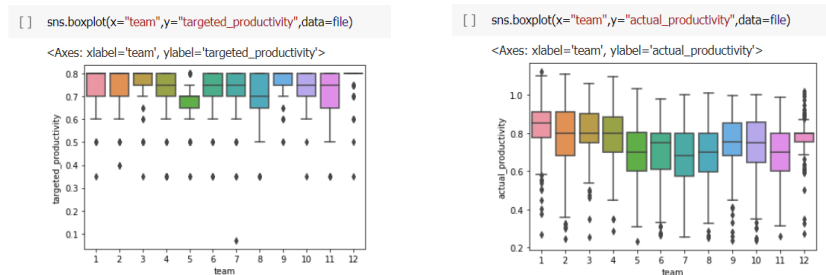 [ ] sns.boxplot(x="team",y="targeted_productivity",data=file)
<Axes: xlabel='team', ylabel='targeted_productivity'>
targeted_productivity
0.8
0.7
0.6
0.5
0.4
0.3
0.2
0.1
1 2 3 4 5 6 7 8 9 10 11 12
team
[ ] sns.boxplot(x="team",y="actual_productivity",data=file)
<Axes: xlabel='team', ylabel='actual_productivity'>
actual_productivity
1.0
0.8
0.6
0.4
0.2
1 2 3 4 5 6 7 8 9 10 11 12
team